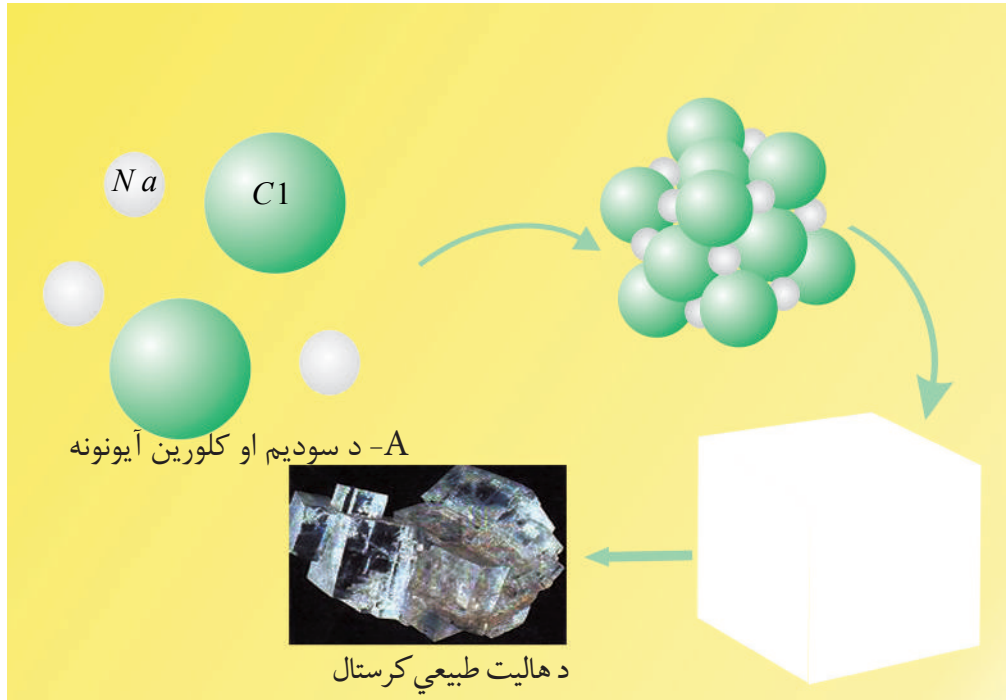 Na
C1
A- د سوديم او کلورين آيونونه
د هاليت طبيعي کرستال